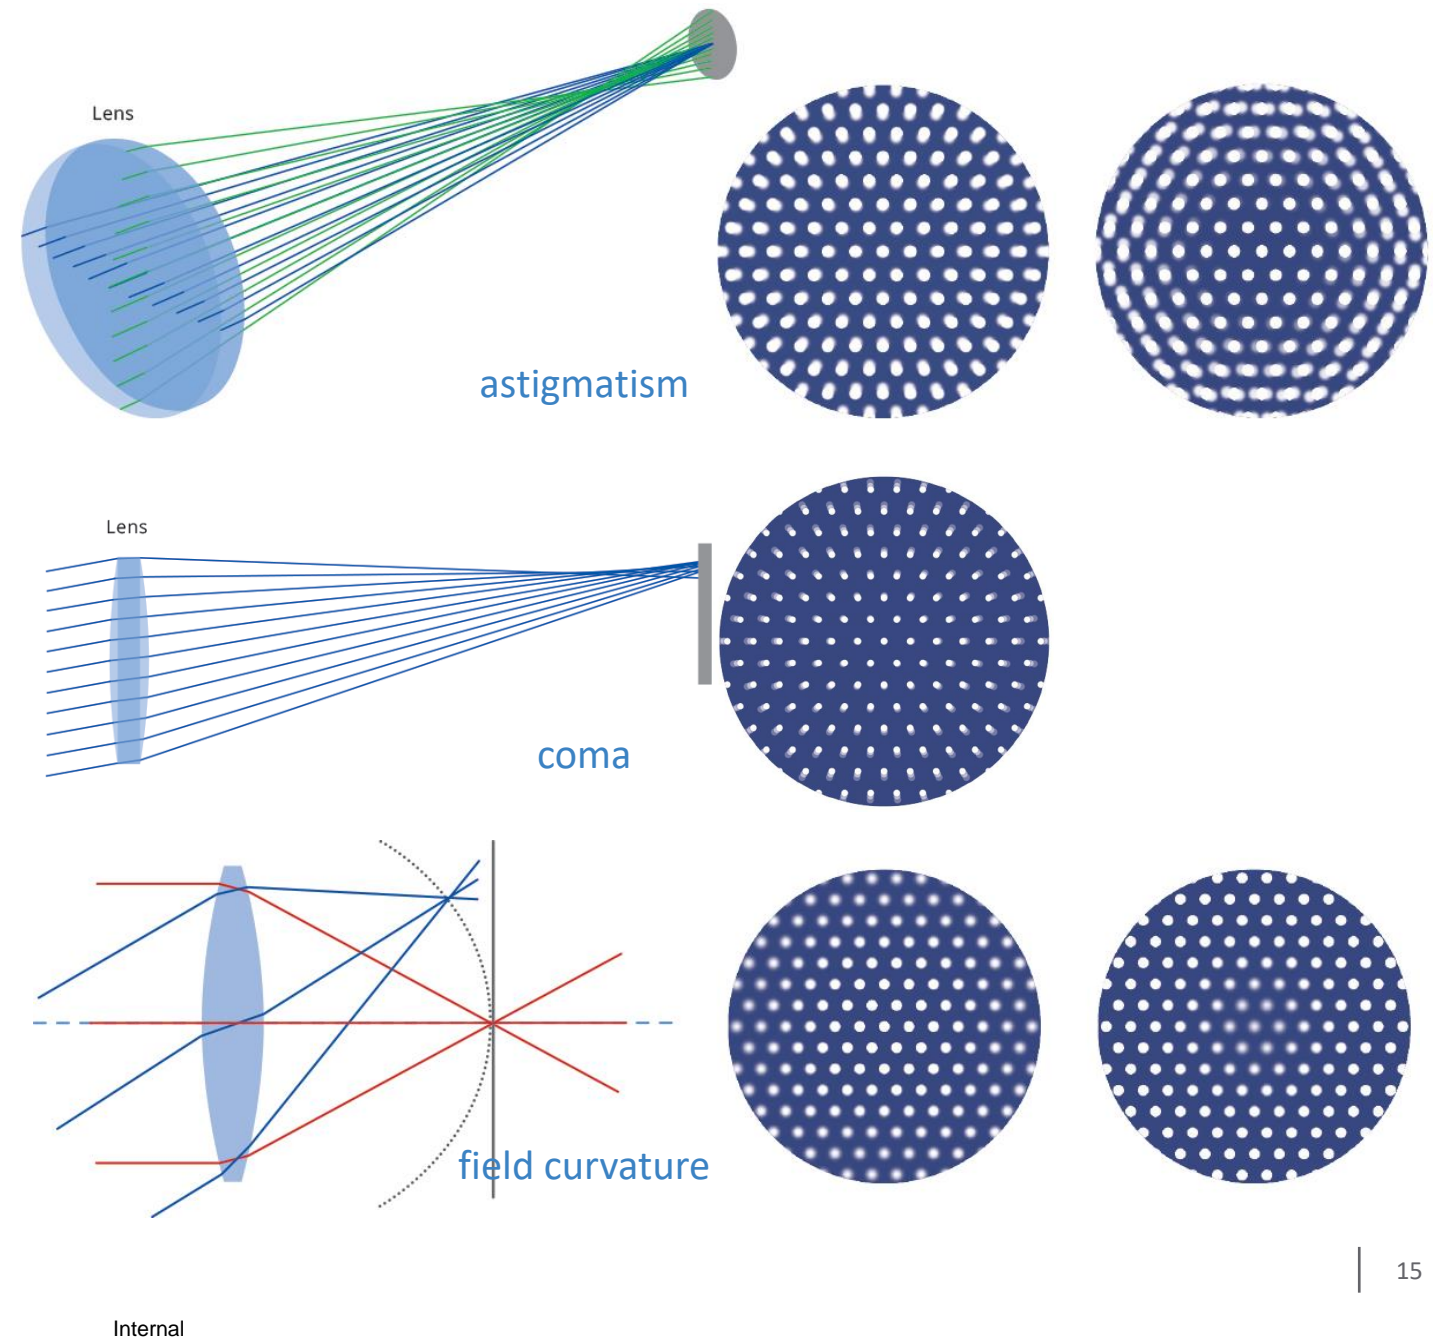 Lens
astigmatism
Lens
coma
field curvature
15
Internal